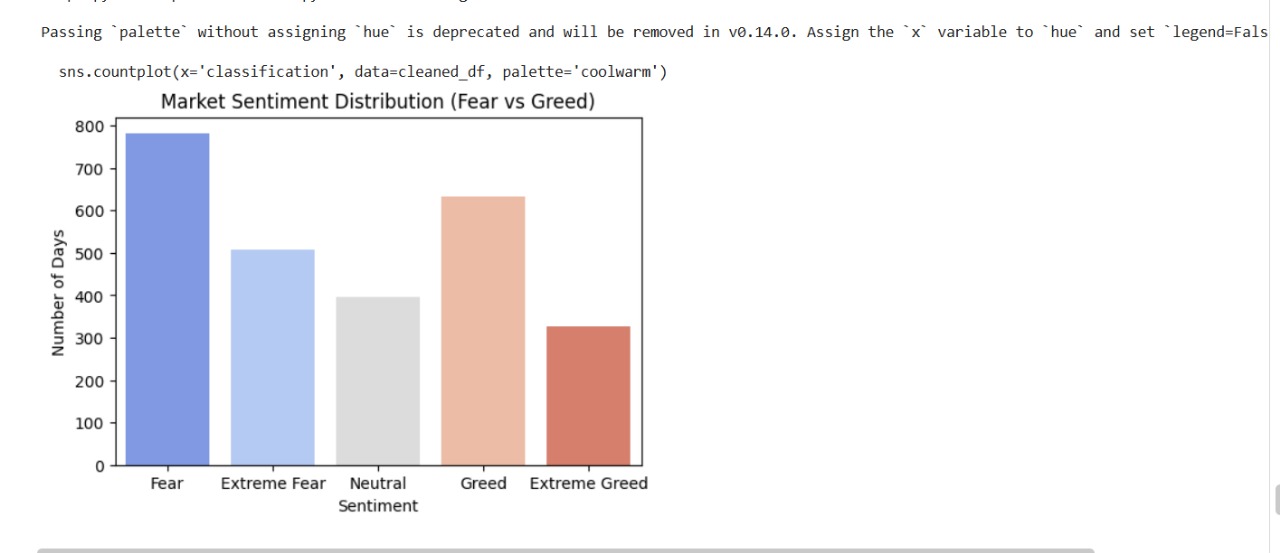 Passing `palette` without assigning `hue` is deprecated and will be removed in v0.14.0. Assign the `x` variable to `hue` and set `legend=Fals
sns.countplot(x='classification', data=cleaned_df, palette='coolwarm')
Market Sentiment Distribution (Fear vs Greed)
800
700
600
500
400
300
200
100
0
Number of Days
Fear Extreme Fear Neutral Greed Extreme Greed
Sentiment